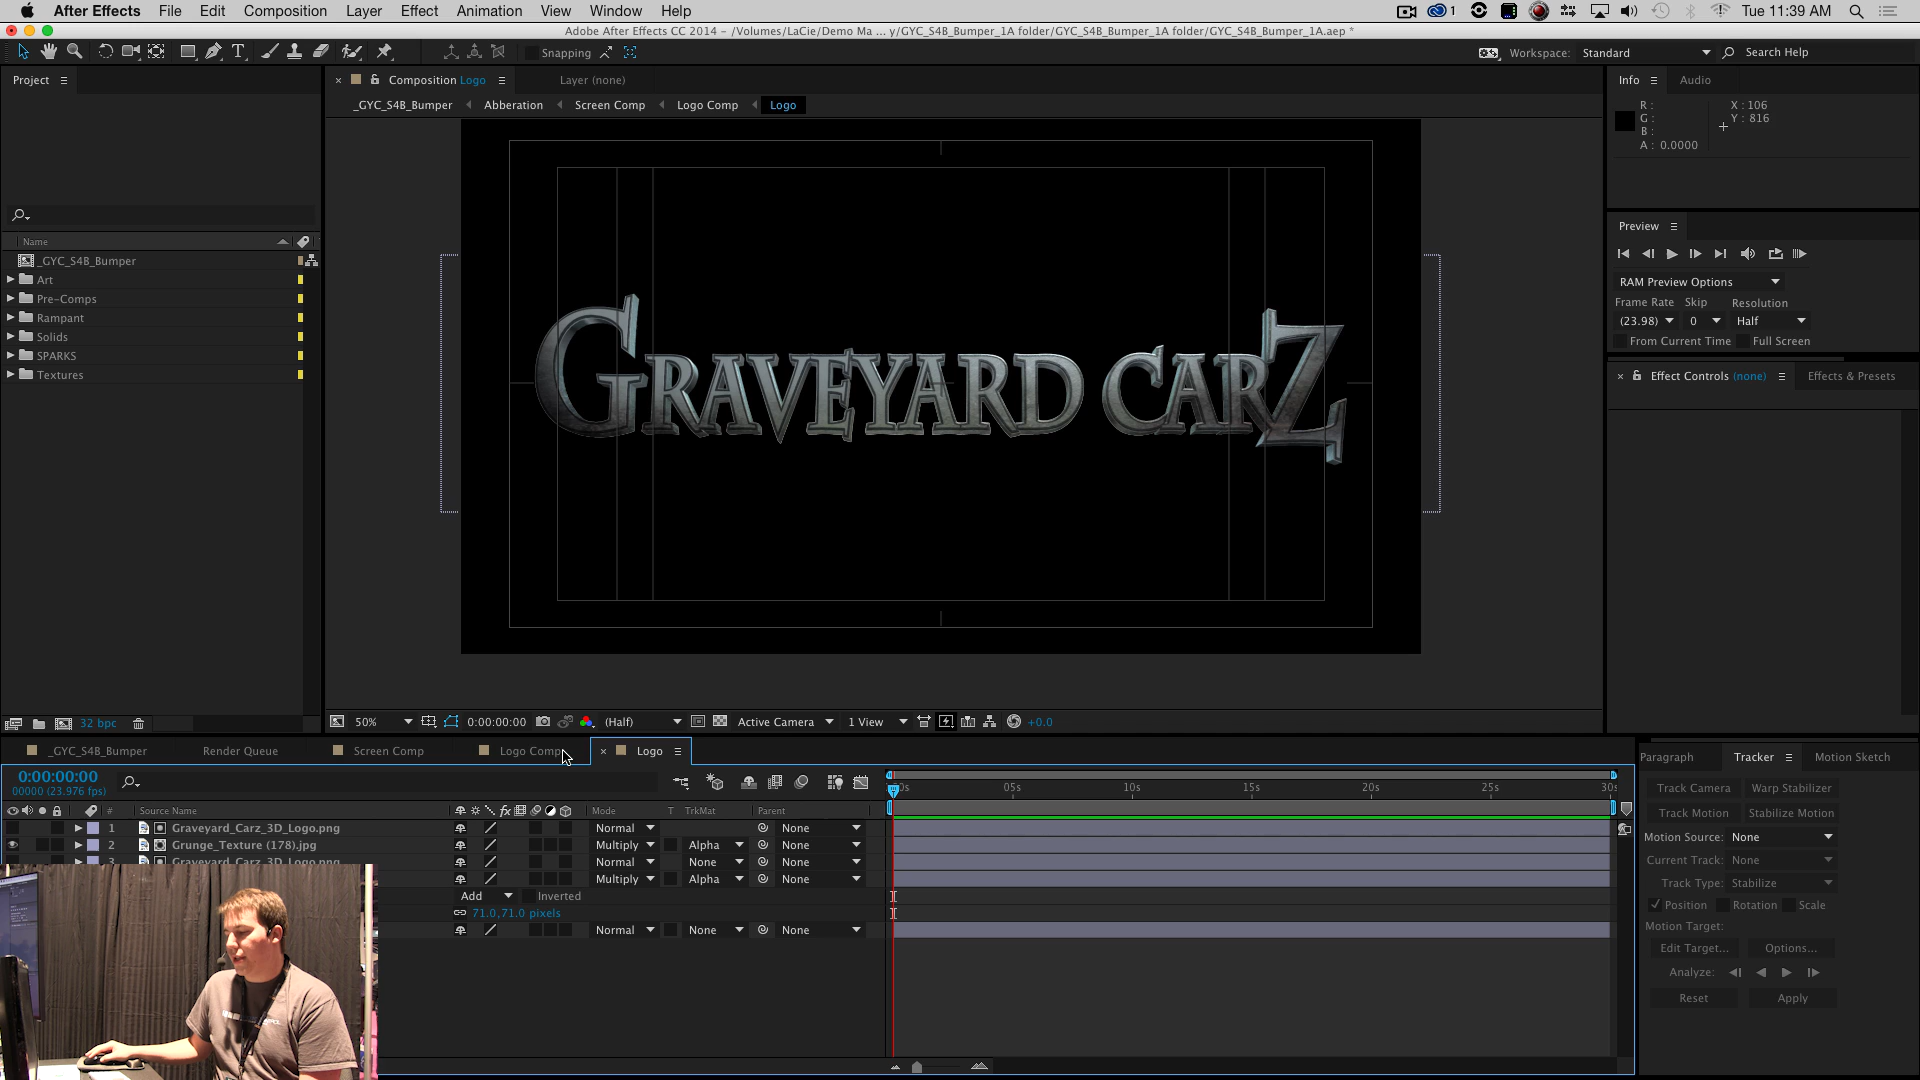 After Effects File Edit Composition Layer Effect Animation View Window Help 1 Tue 11:39 AM
Adobe After Effects CC 2014 - /Volumes/LaCie/Demo Ma ... y/GYC_S4B_Bumper_1A folder/GYC_S4B_Bumper_1A folder/GYC_S4B_Bumper_1A.aep *
Snapping Workspace: Standard Search Help
Project Composition Logo Layer (none) Info Audio
_GYC_S4B_Bumper Abberation Screen Comp Logo Comp Logo
R: X: 106
G: Y: 816
B:
A: 0.0000
Preview
Name
_GYC_S4B_Bumper
Art
Pre-Comps
Rampant
Solids
SPARKS
Textures
GRAVEYARD CARZ
RAM Preview Options
Frame Rate Skip Resolution
(23.98) 0 Half
From Current Time Full Screen
Effect Controls (none) Effects & Presets
32 bpc 50% 0:00:00:00 (Half) Active Camera 1 View +0.0
_GYC_S4B_Bumper Render Queue Screen Comp Logo Comp Logo
0:00:00:00
00000 (23.976 fps)
0s 05s 10s 15s 20s 25s 30s
# Source Name fx Mode T TrkMat Parent
1 Graveyard_Carz_3D_Logo.png Normal None
2 Grunge_Texture (178).jpg Multiply Alpha None
3 Graveyard_Carz_3D_Logo.png Normal None None
Multiply Alpha None
Add Inverted
71.0,71.0 pixels
Normal None None
Paragraph Tracker Motion Sketch
Track Camera Warp Stabilizer
Track Motion Stabilize Motion
Motion Source: None
Current Track: None
Track Type: Stabilize
Position Rotation Scale
Motion Target:
Edit Target... Options...
Analyze:
Reset Apply